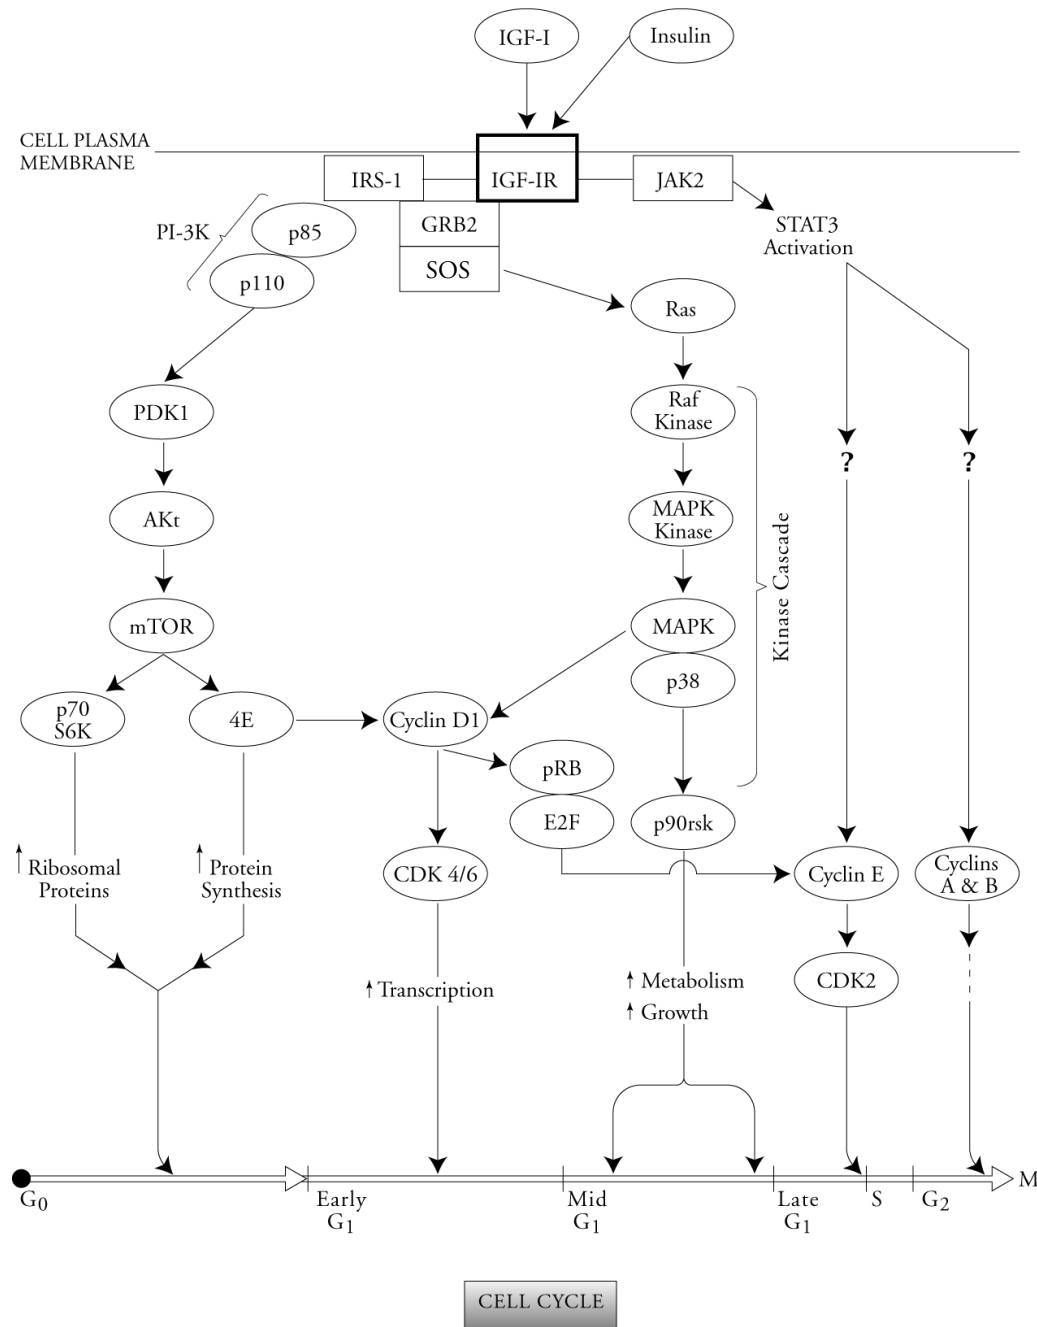 IGF-I
Insulin
CELL PLASMA
MEMBRANE
IRS-1
IGF-IR
JAK2
PI-3K
p85
GRB2
STAT3
Activation
p110
SOS
Ras
PDK1
Raf
Kinase
?
?
AKt
MAPK
Kinase
Kinase Cascade
mTOR
MAPK
p38
p70
S6K
4E
Cyclin D1
pRB
E2F
p90rsk
↑ Ribosomal
Proteins
↑ Protein
Synthesis
CDK 4/6
Cyclin E
Cyclins
A & B
↑ Transcription
↑ Metabolism
↑ Growth
CDK2
G0
Early
G1
Mid
G1
Late
G1
S
G2
M
CELL CYCLE